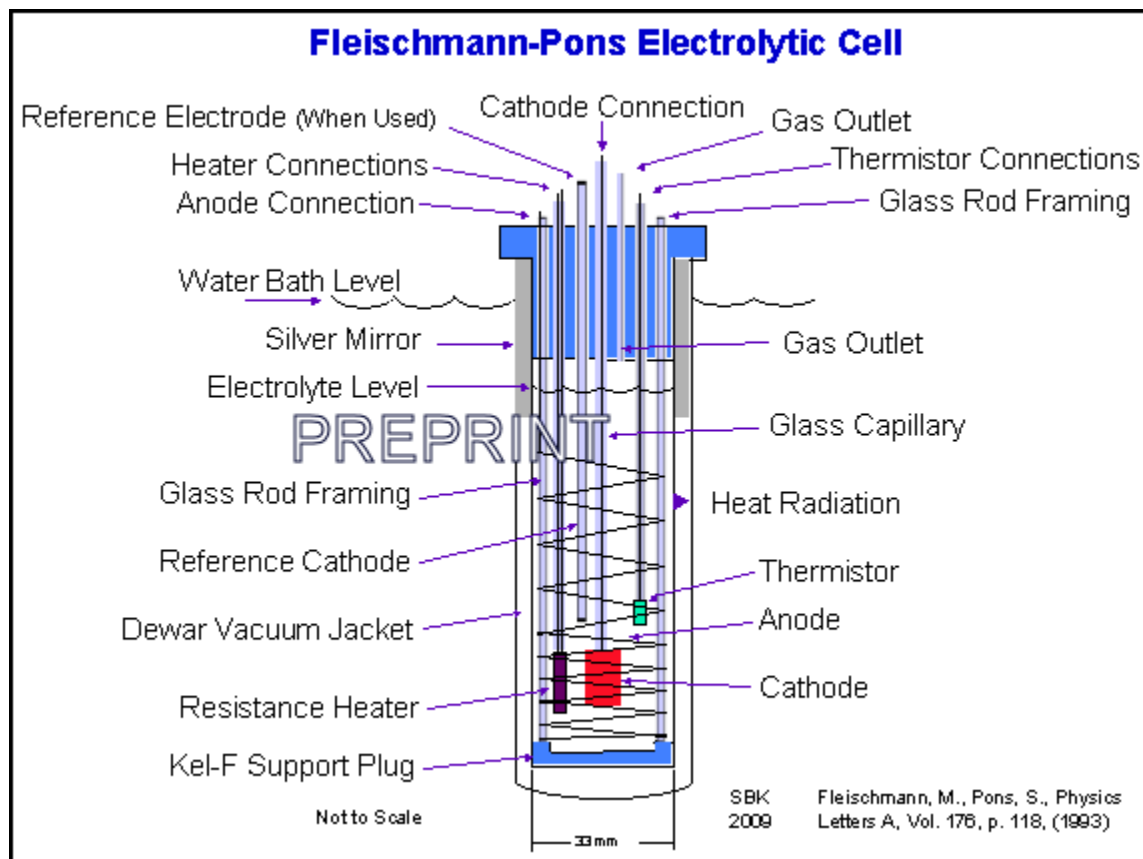 Fleischmann-Pons Electrolytic Cell
Cathode Connection
Reference Electrode (When Used)
Gas Outlet
Heater Connections
Thermistor Connections
Anode Connection
Glass Rod Framing
Water Bath Level
Silver Mirror
Gas Outlet
Electrolyte Level
PREPRINT
Glass Capillary
Glass Rod Framing
Heat Radiation
Reference Cathode
Thermistor
Anode
Dewar Vacuum Jacket
Cathode
Resistance Heater
Kel-F Support Plug
Not to Scale
SBK
2009
Fleischmann, M., Pons, S., Physics
Letters A, Vol. 176, p. 118, (1993)
33mm